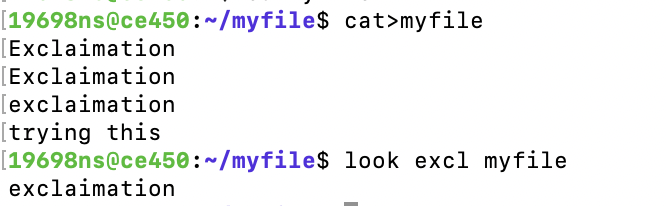 [19698ns@ce450:~/myfile$ cat>myfile
[Exclaimation
[Exclaimation
[exclaimation
[trying this
[19698ns@ce450:~/myfile$ look excl myfile
exclaimation